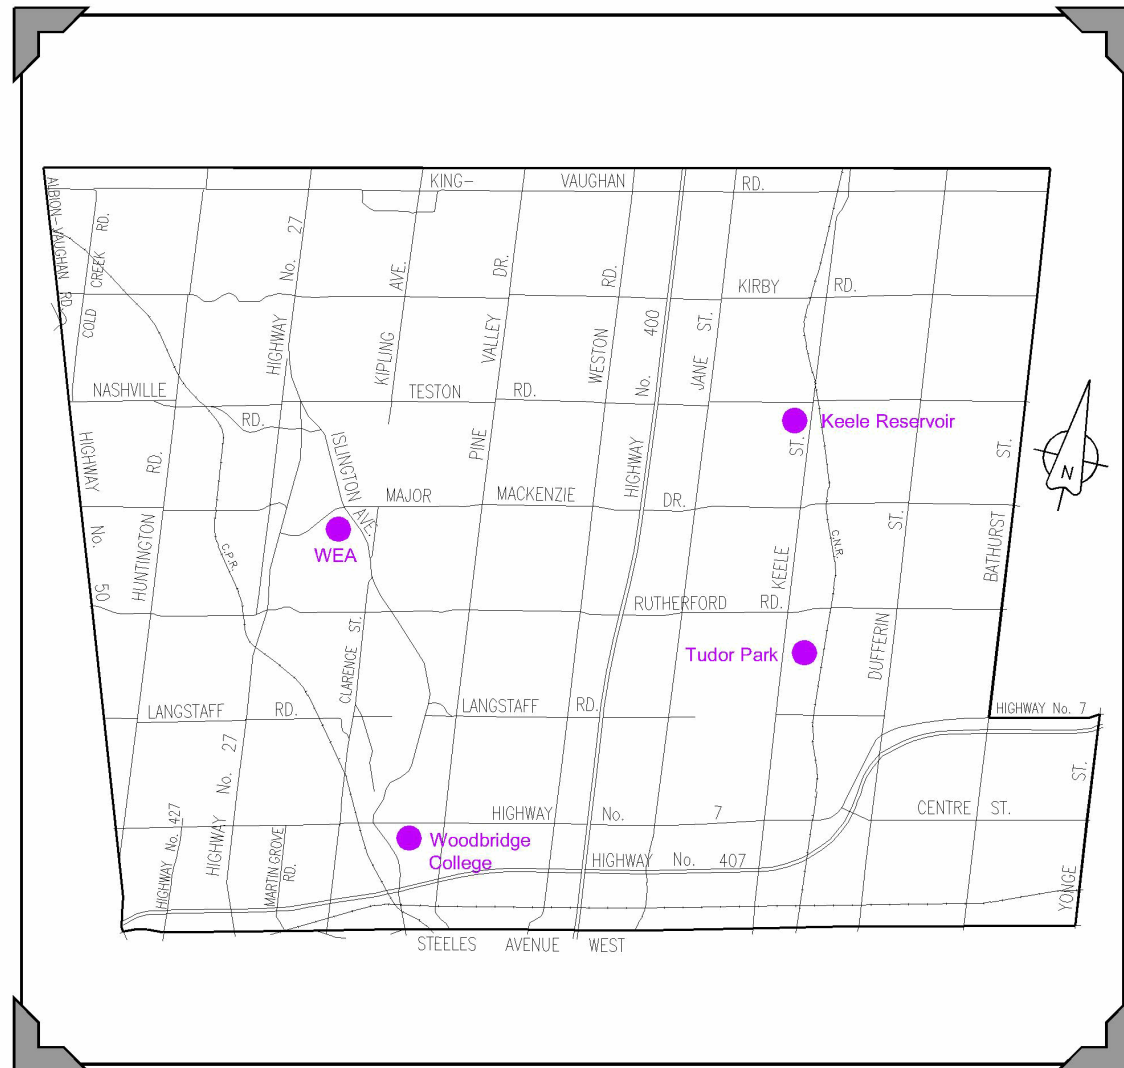 KING- VAUGHAN RD.
ALBION-VAUGHAN RD.
COLD CREEK RD.
HIGHWAY No. 27
KIPLING AVE.
PINE VALLEY DR.
WESTON RD.
HIGHWAY No. 400
JANE ST.
KIRBY RD.
NASHVILLE RD.
TESTON RD.
Keele Reservoir
HIGHWAY No. 50
HUNTINGTON RD.
ISLINGTON AVE.
MAJOR MACKENZIE DR.
KEELE ST.
DUFFERIN ST.
BATHURST ST.
N
WEA
C.P.R.
C.N.R.
RUTHERFORD RD.
CLARENCE ST.
Tudor Park
LANGSTAFF RD.
LANGSTAFF RD.
HIGHWAY No. 7
HIGHWAY No. 27
HIGHWAY No. 427
MARTIN GROVE RD.
HIGHWAY No. 7
CENTRE ST.
Woodbridge
College
HIGHWAY No. 407
YONGE ST.
STEELES AVENUE WEST